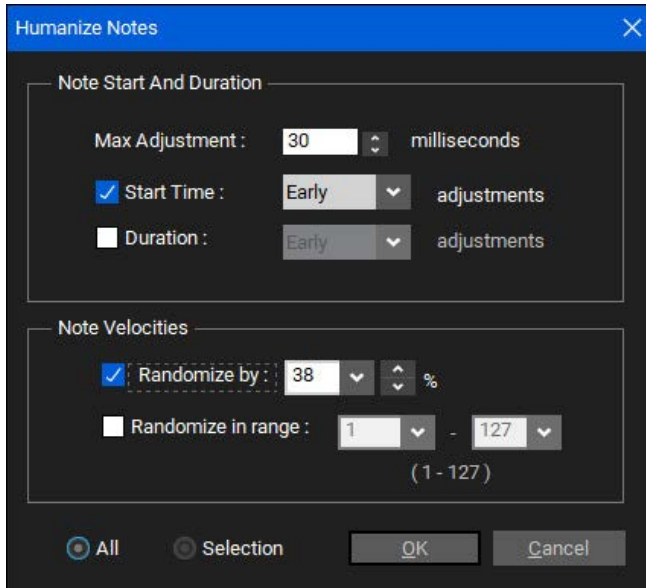 Humanize Notes
Note Start And Duration
Max Adjustment : 30 milliseconds
Start Time : Early adjustments
Duration : Early adjustments
Note Velocities
Randomize by : 38 %
Randomize in range : 1 - 127
( 1 - 127 )
All Selection OK Cancel